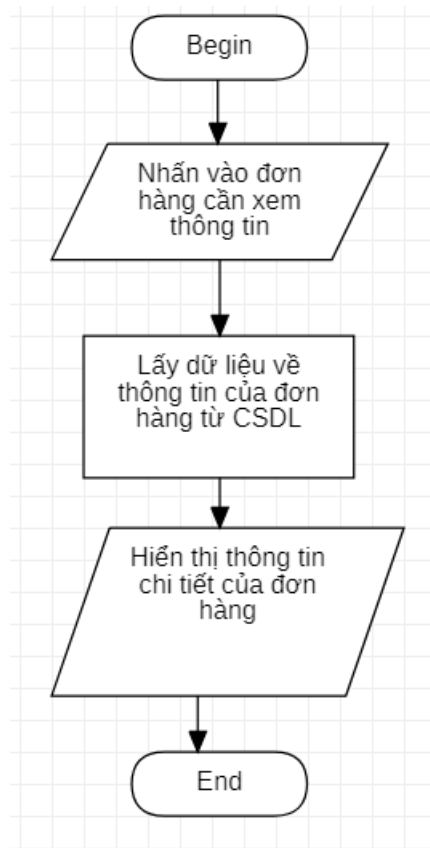 Begin
Nhấn vào đơn
hàng cần xem
thông tin
Lấy dữ liệu về
thông tin của đơn
hàng từ CSDL
Hiển thị thông tin
chi tiết của đơn
hàng
End